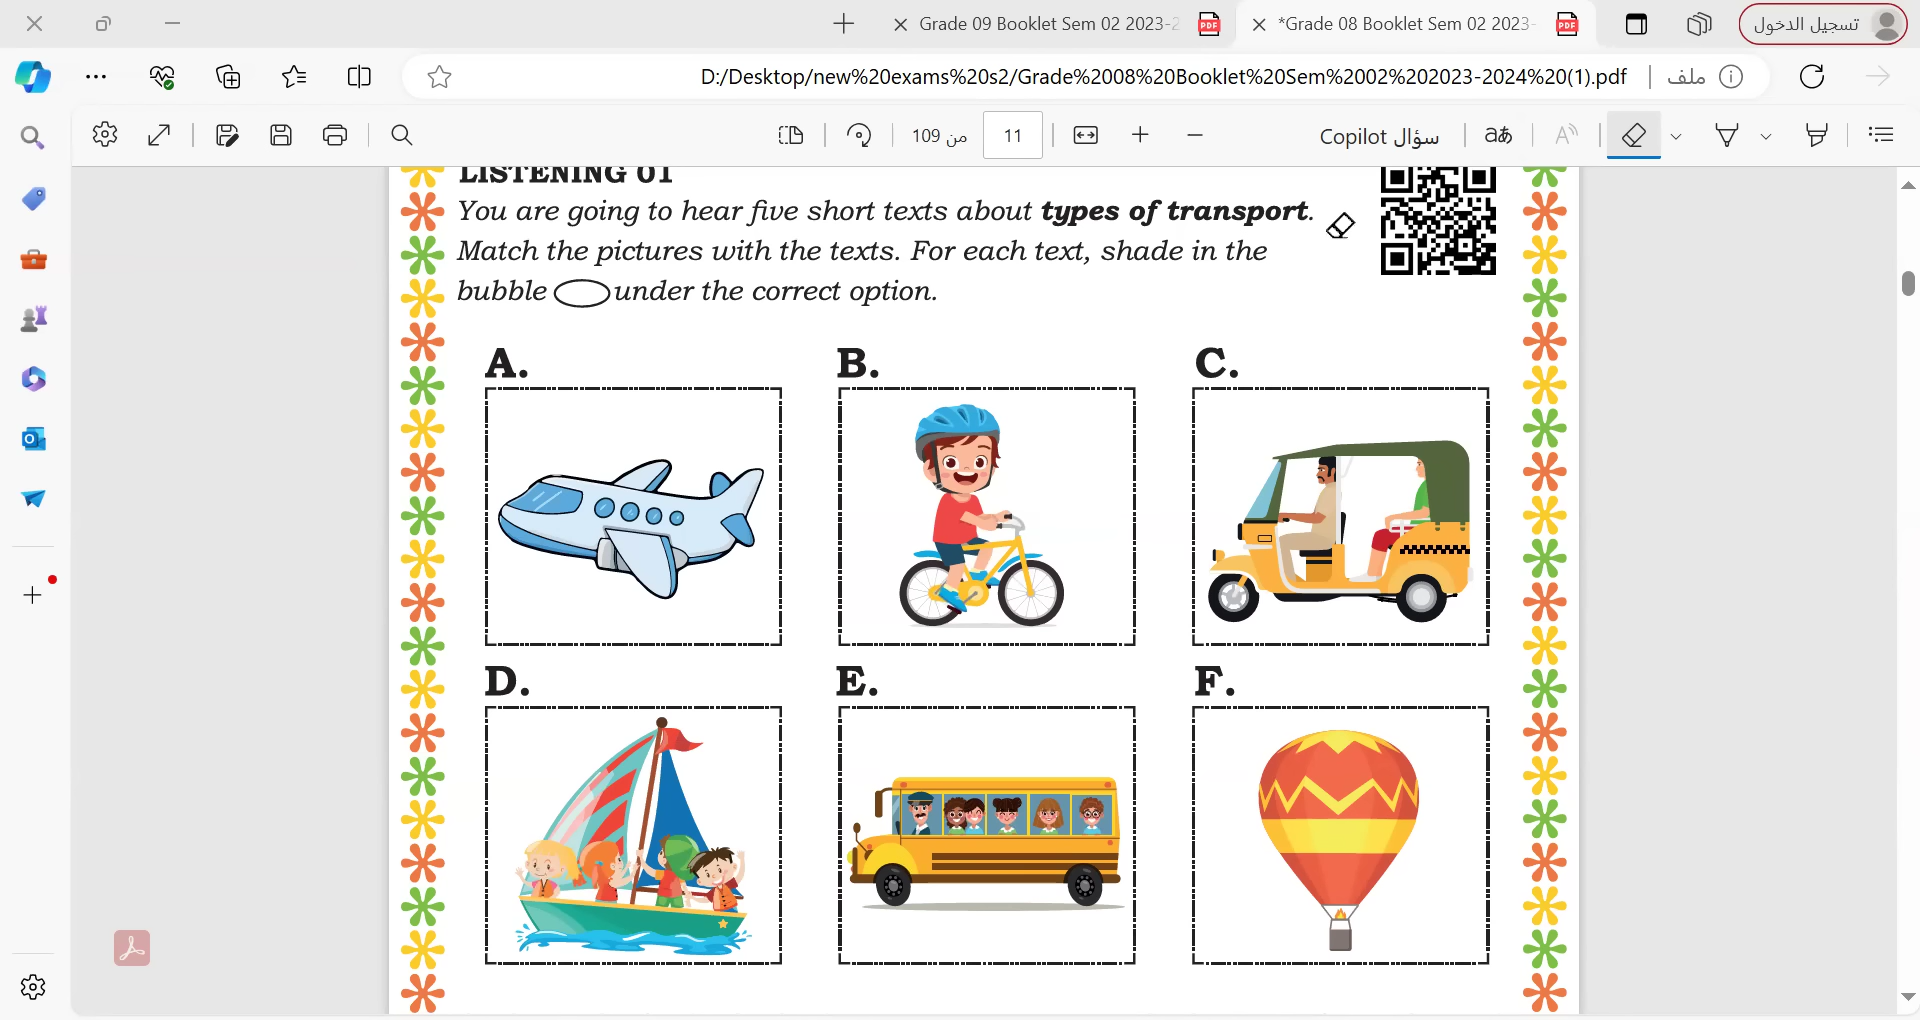 Grade 09 Booklet Sem 02 2023-2
*Grade 08 Booklet Sem 02 2023-
تسجيل الدخول
D:/Desktop/new%20exams%20s2/Grade%2008%20Booklet%20Sem%2002%202023-2024%20(1).pdf
ملف
من 109
11
سؤال Copilot
LISTENING 01
You are going to hear five short texts about types of transport.
Match the pictures with the texts. For each text, shade in the
bubble under the correct option.
A.
B.
C.
D.
E.
F.